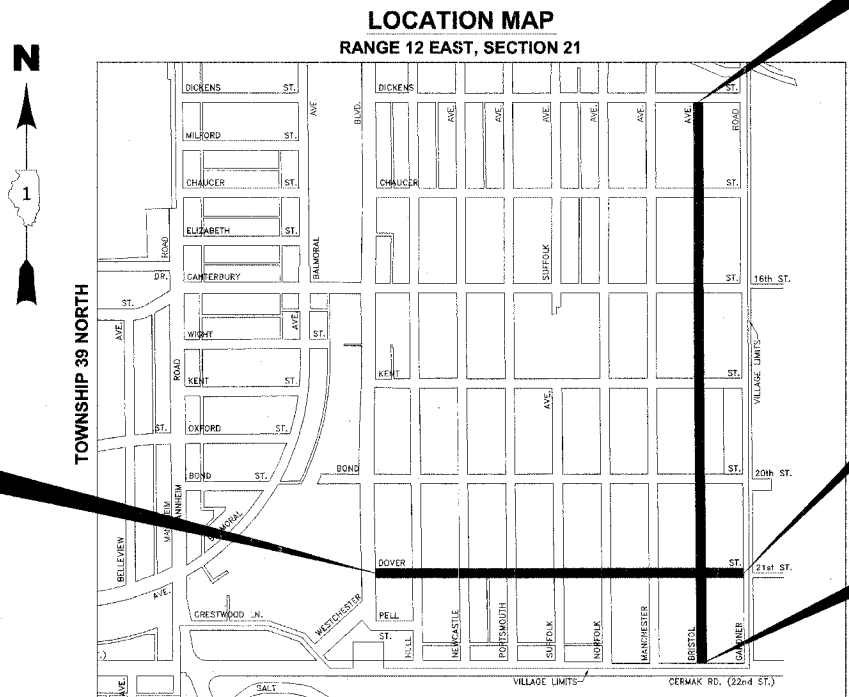 LOCATION MAP
RANGE 12 EAST, SECTION 21
N
1
TOWNSHIP 39 NORTH
DICKENS ST.
DICKENS ST.
AVE
BLVD.
AVE.
AVE.
AVE.
AVE.
AVE.
ROAD
MILFORD ST.
CHAUCER ST.
CHAUCER ST.
ELIZABETH ST.
ROAD
BALMORAL
SUFFOLK
DR.
CANTERBURY
ST.
16th ST.
ST.
AVE.
WIGHT ST.
AVE
VILLAGE LIMITS
ROAD
KENT ST.
KENT ST.
AVE.
ST.
OXFORD ST.
BOND ST.
BOND ST.
20th ST.
MANNHEIM
BALMORAL
BELLEVIEW
DOVER ST.
21st ST.
AVE.
CRESTWOOD LN.
WESTCHESTER
PELL
ST.
HULL
NEWCASTLE
PORTSMOUTH
SUFFOLK
NORFOLK
MANCHESTER
BRISTOL
GARDNER
VILLAGE LIMITS
CERMAK RD. (22nd ST.)
AVE.
SALT